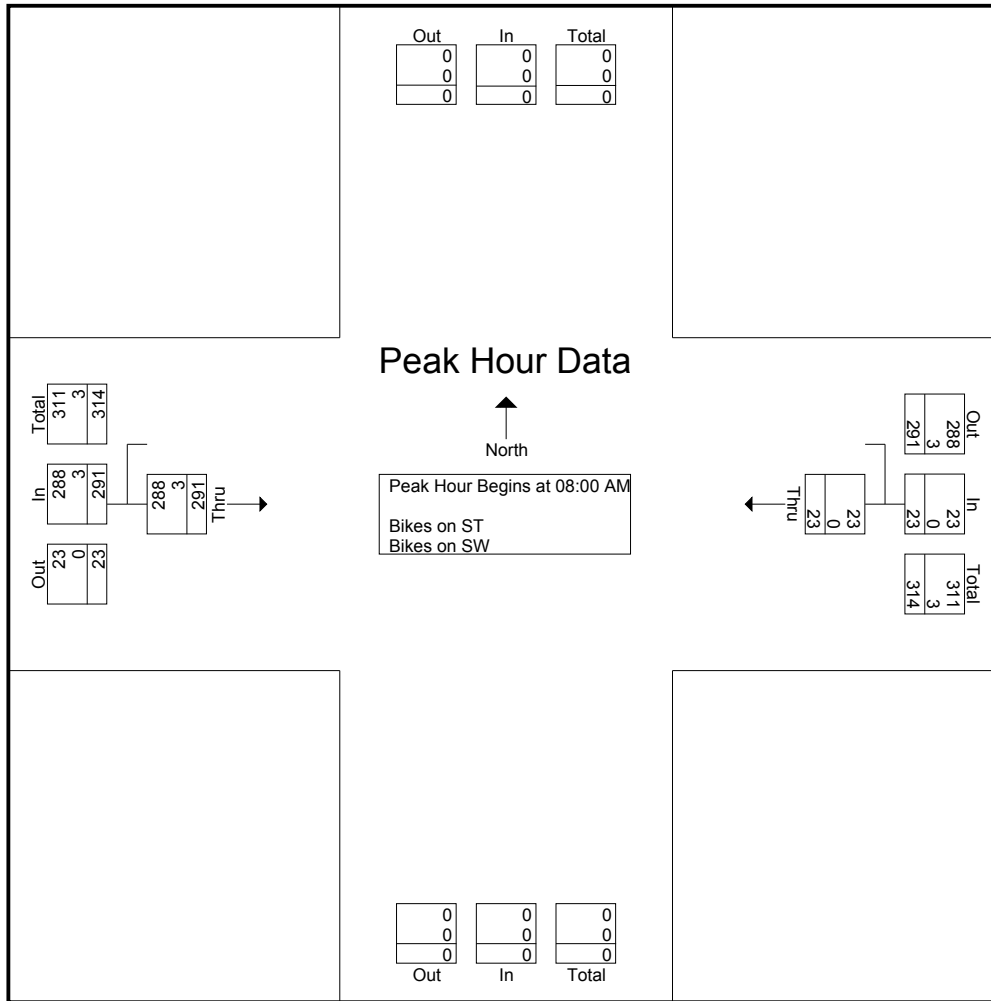 Out In Total
0 0 0
0 0 0
0 0 0
Peak Hour Data
North
Peak Hour Begins at 08:00 AM
Bikes on ST
Bikes on SW
Total
311
3
314
In
288
3
291
Out
23
0
23
288
3
291
Thru
Out
288
3
291
In
23
0
23
Total
311
3
314
23
0
23
Thru
0 0 0
0 0 0
0 0 0
Out In Total